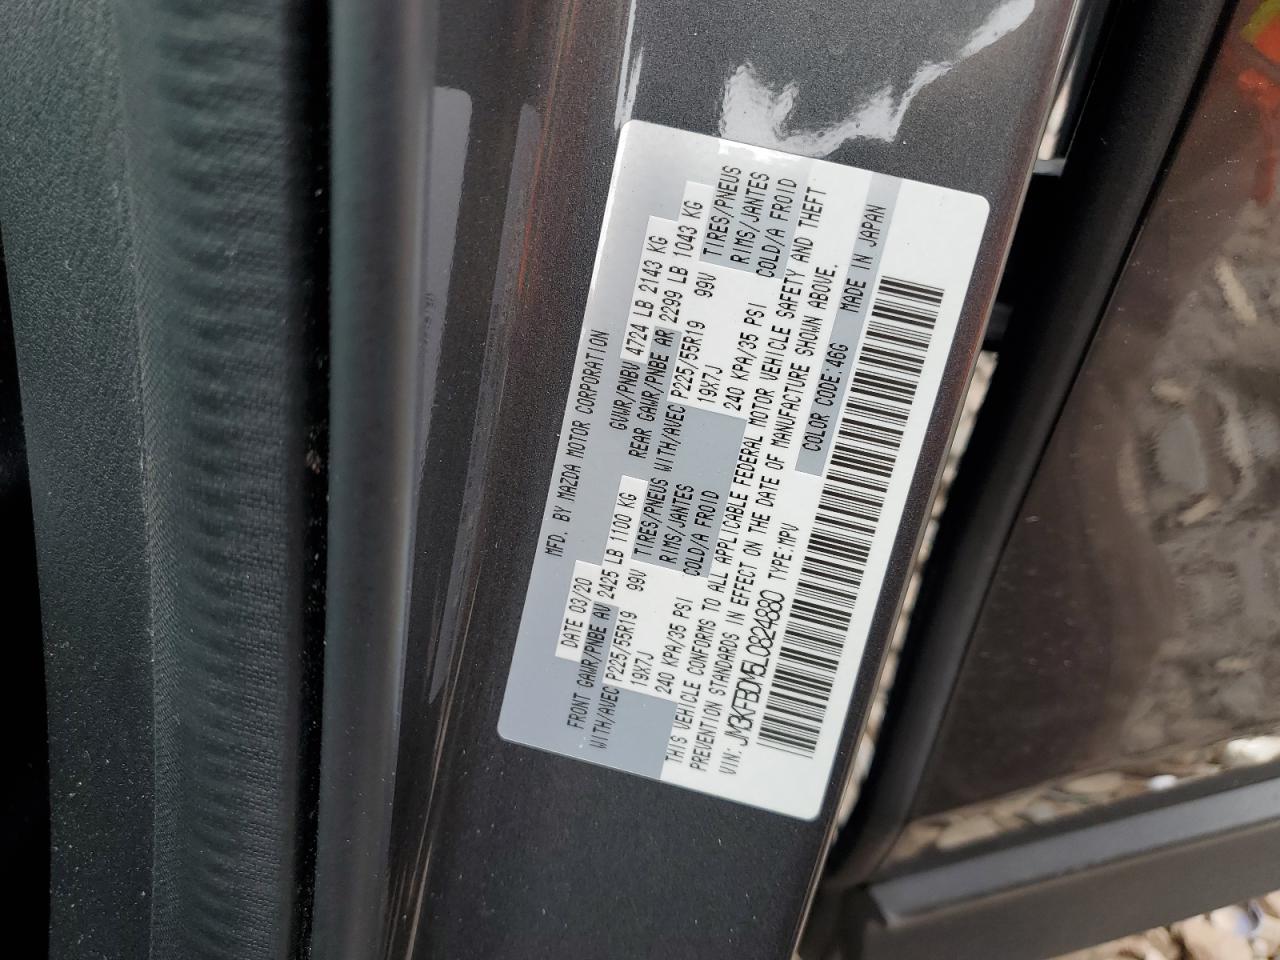 MFD. BY MAZDA MOTOR CORPORATION
DATE 03/20 GVWR/PNBV 4724 LB 2143 KG
FRONT GAWR/PNBE AV 2425 LB 1100 KG REAR GAWR/PNBE AR 2299 LB 1043 KG
WITH/AVEC P225/55R19 99V TIRES/PNEUS WITH/AVEC P225/55R19 99V TIRES/PNEUS
19X7J RIMS/JANTES 19X7J RIMS/JANTES
240 KPA/35 PSI COLD/A FROID 240 KPA/35 PSI COLD/A FROID
THIS VEHICLE CONFORMS TO ALL APPLICABLE FEDERAL MOTOR VEHICLE SAFETY AND THEFT
PREVENTION STANDARDS IN EFFECT ON THE DATE OF MANUFACTURE SHOWN ABOVE.
VIN: JM3KFBDM5L0824880 TYPE:MPV COLOR CODE:46G MADE IN JAPAN